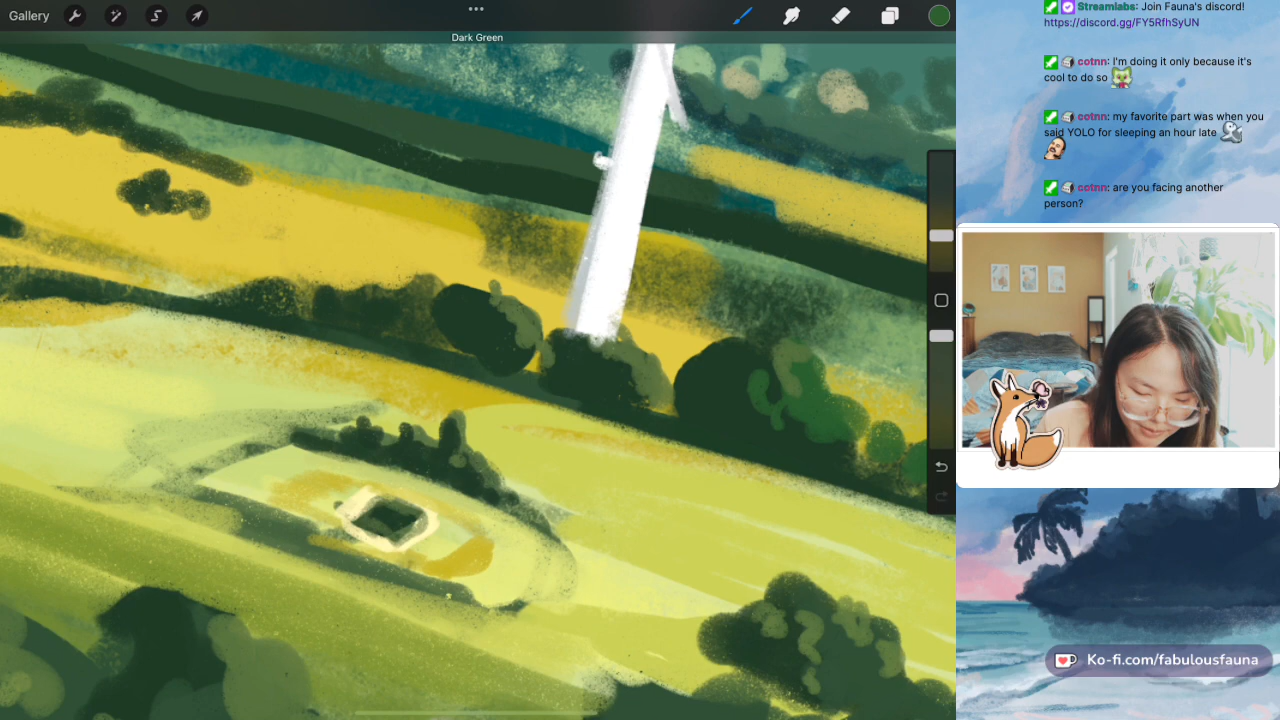 Gallery
Dark Green
Streamlabs: Join Fauna's discord!
https://discord.gg/FY5RfhSyUN
cotnn: I'm doing it only because it's
cool to do so
cotnn: my favorite part was when you
said YOLO for sleeping an hour late
cotnn: are you facing another
person?
Ko-fi.com/fabulousfauna